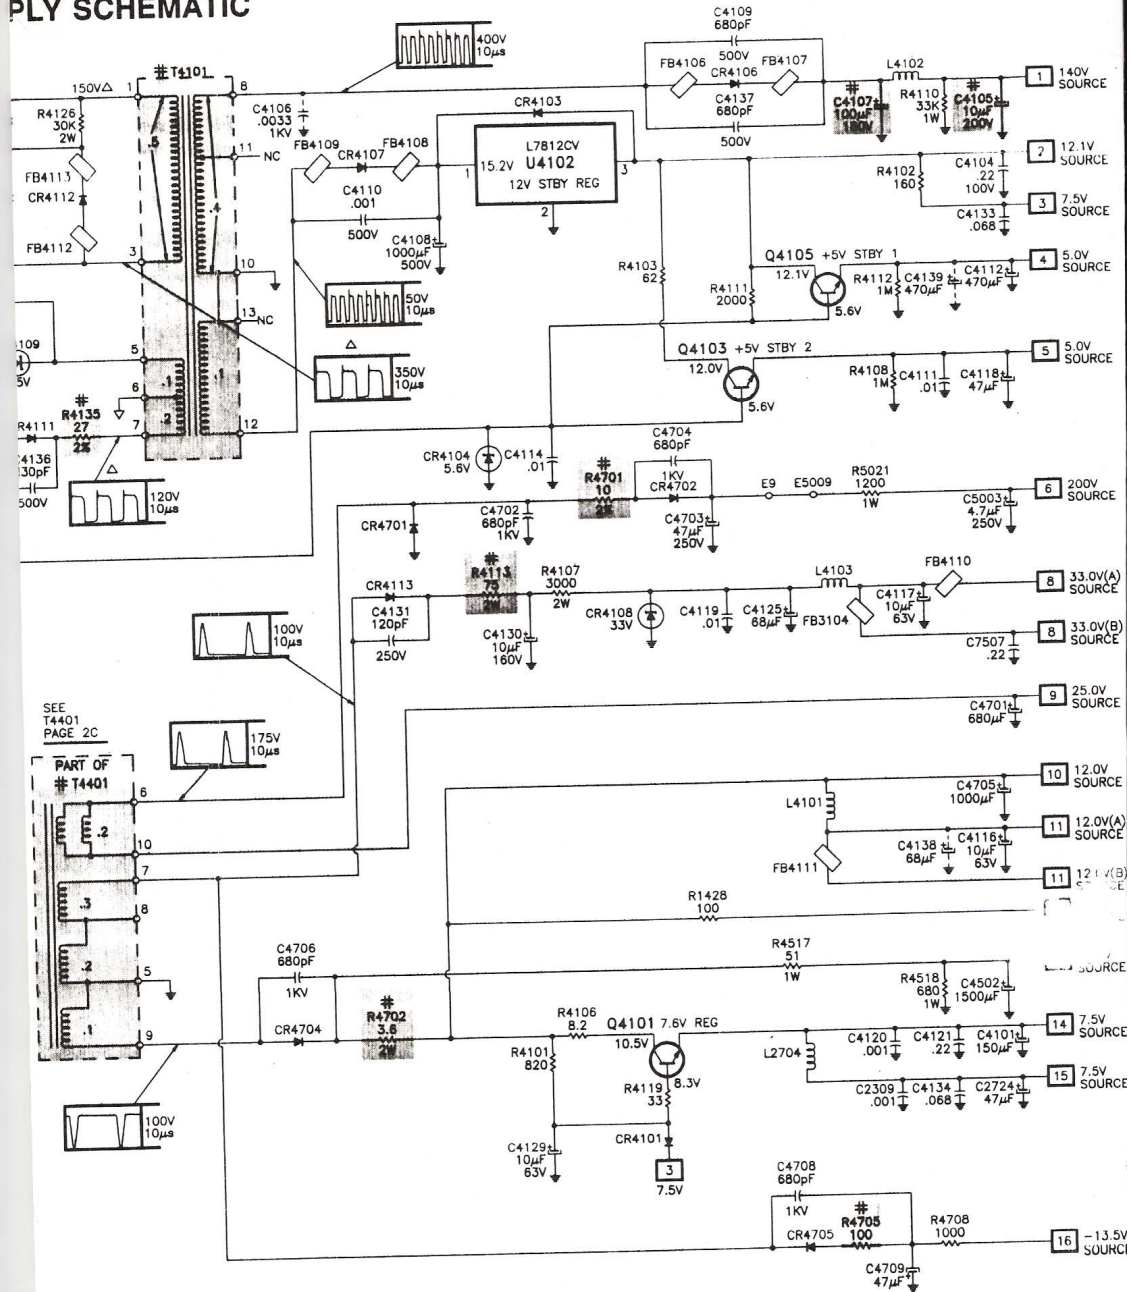 PLY SCHEMATIC
400V
10µs
C4109
680pF
500V
FB4106
CR4106
FB4107
C4137
680pF
500V
L4102
#
C4107
100µF
180V
R4110
33K
1W
#
C4105
10µF
200V
1 140V
SOURCE
# T4101
150V△
1
8
R4126
30K
2W
.5
C4106
.0033
1KV
11
NC
FB4113
CR4112
FB4112
.4
3
10
13
NC
FB4109
CR4107
FB4108
C4110
.001
500V
C4108
1000µF
500V
CR4103
L7812CV
U4102
12V STBY REG
15.2V
1
2
3
R4102
160
C4104
.22
100V
2 12.1V
SOURCE
C4133
.068
3 7.5V
SOURCE
R4103
62
R4111
2000
Q4105 +5V STBY 1
12.1V
5.6V
R4112
1M
C4139
470µF
C4112
470µF
4 5.0V
SOURCE
50V
10µs
△
350V
10µs
109
5V
5
6
7
.1
.2
.1
12
#
R4135
27
2%
R4111
4136
30pF
500V
△
120V
10µs
Q4103 +5V STBY 2
12.0V
5.6V
R4108
1M
C4111
.01
C4118
47µF
5 5.0V
SOURCE
CR4104
5.6V
C4114
.01
CR4701
C4702
680pF
1KV
#
R4701
10
2%
C4704
680pF
1KV
CR4702
C4703
47µF
250V
E9
E5009
R5021
1200
1W
C5003
4.7µF
250V
6 200V
SOURCE
CR4113
C4131
120pF
250V
#
R4113
75
2W
C4130
10µF
160V
R4107
3000
2W
CR4108
33V
C4119
.01
C4125
68µF
L4103
FB3104
C4117
10µF
63V
FB4110
8 33.0V(A)
SOURCE
C7507
.22
8 33.0V(B)
SOURCE
100V
10µs
175V
10µs
C4701
680µF
9 25.0V
SOURCE
SEE
T4401
PAGE 2C
PART OF
# T4401
6
.2
10
7
.3
8
.2
5
.1
9
L4101
C4705
1000µF
10 12.0V
SOURCE
FB4111
C4138
68µF
C4116
10µF
63V
11 12.0V(A)
SOURCE
11
R1428
100
R4517
51
1W
R4518
680
1W
C4502
1500µF
SOURCE
C4706
680pF
1KV
CR4704
#
R4702
3.6
2W
R4106
8.2
R4101
820
Q4101 7.6V REG
10.5V
8.3V
R4119
33
CR4101
3
7.5V
C4129
10µF
63V
L2704
C4120
.001
C4121
.22
C4101
150µF
14 7.5V
SOURCE
C2309
.001
C4134
.068
C2724
47µF
15 7.5V
SOURCE
100V
10µs
C4708
680pF
1KV
CR4705
#
R4705
100
R4708
1000
C4709
47µF
16 -13.5V
SOURCE